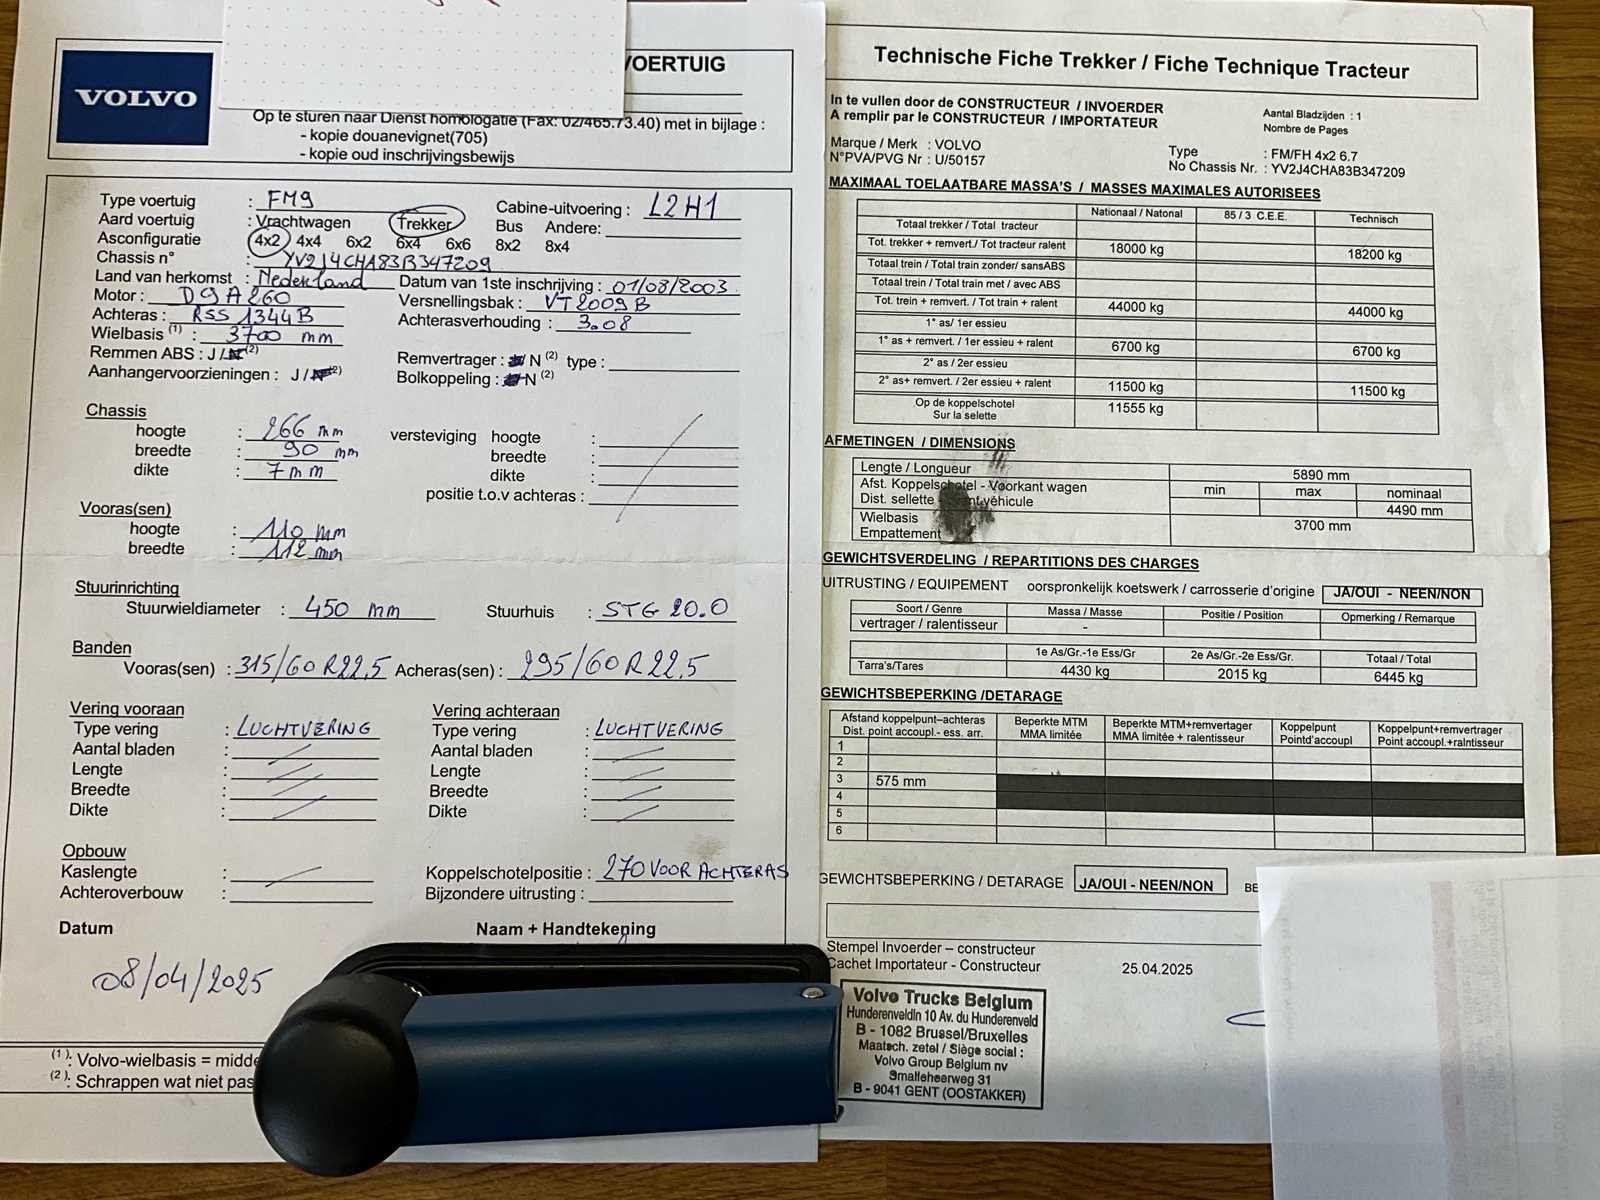 VOLVO
VOERTUIG
Op te sturen naar Dienst homologatie (Fax: 02/465.73.40) met in bijlage :
- kopie douanevignet(705)
- kopie oud inschrijvingsbewijs
Type voertuig : FM9 Cabine-uitvoering : L2H1
Aard voertuig : Vrachtwagen Trekker Bus Andere:
Asconfiguratie : 4x2 4x4 6x2 6x4 6x6 8x2 8x4
Chassis n° : YV2J4CHA83B347209
Land van herkomst : Nederland Datum van 1ste inschrijving : 01/08/2003
Motor : D9A260 Versnellingsbak : VT2009B
Achteras : RSS 1344B Achterasverhouding : 3.08
Wielbasis (1) : 3700 mm
Remmen ABS : J / (2) Remvertrager : N (2) type :
Aanhangervoorzieningen : J / (2) Bolkoppeling : N (2)
Chassis
hoogte : 266 mm versteviging hoogte :
breedte : 90 mm breedte :
dikte : 7 mm dikte :
positie t.o.v achteras :
Vooras(sen)
hoogte : 110 mm
breedte : 112 mm
Stuurinrichting
Stuurwieldiameter : 450 mm Stuurhuis : STG 20.0
Banden
Vooras(sen) : 315/60 R22,5 Acheras(sen) : 295/60 R22,5
Vering vooraan Vering achteraan
Type vering : LUCHTVERING Type vering : LUCHTVERING
Aantal bladen : Aantal bladen :
Lengte : Lengte :
Breedte : Breedte :
Dikte : Dikte :
Opbouw
Kaslengte : Koppelschotelpositie : 270 VOOR ACHTERAS
Achteroverbouw : Bijzondere uitrusting :
Datum Naam + Handtekening
08/04/2025
(1): Volvo-wielbasis = midde
(2): Schrappen wat niet pas
Technische Fiche Trekker / Fiche Technique Tracteur
In te vullen door de CONSTRUCTEUR / INVOERDER
A remplir par le CONSTRUCTEUR / IMPORTATEUR
Aantal Bladzijden : 1
Nombre de Pages
Marque / Merk : VOLVO Type : FM/FH 4x2 6.7
N°PVA/PVG Nr : U/50157 No Chassis Nr. : YV2J4CHA83B347209
MAXIMAAL TOELAATBARE MASSA'S / MASSES MAXIMALES AUTORISEES
Nationaal / Natonal 85 / 3 C.E.E. Technisch
Totaal trekker / Total tracteur
Tot. trekker + remvert./ Tot tracteur ralent 18000 kg 18200 kg
Totaal trein / Total train zonder/ sansABS
Totaal trein / Total train met / avec ABS
Tot. trein + remvert. / Tot train + ralent 44000 kg 44000 kg
1° as/ 1er essieu
1° as + remvert. / 1er essieu + ralent 6700 kg 6700 kg
2° as / 2er essieu
2° as+ remvert. / 2er essieu + ralent 11500 kg 11500 kg
Op de koppelschotel
Sur la selette
11555 kg
AFMETINGEN / DIMENSIONS
Lengte / Longueur 5890 mm
Afst. Koppelschotel - Voorkant wagen min max nominaal
Dist. sellette nt véhicule 4490 mm
Wielbasis 3700 mm
Empattement
GEWICHTSVERDELING / REPARTITIONS DES CHARGES
UITRUSTING / EQUIPEMENT oorspronkelijk koetswerk / carrosserie d'origine JA/OUI - NEEN/NON
Soort / Genre Massa / Masse Positie / Position Opmerking / Remarque
vertrager / ralentisseur -
1e As/Gr.-1e Ess/Gr 2e As/Gr.-2e Ess/Gr. Totaal / Total
Tarra's/Tares 4430 kg 2015 kg 6445 kg
GEWICHTSBEPERKING /DETARAGE
Afstand koppelpunt–achteras Beperkte MTM Beperkte MTM+remvertager Koppelpunt Koppelpunt+remvertrager
Dist. point accoupl.- ess. arr. MMA limitée MMA limitée + ralentisseur Pointd'accoupl Point accoupl.+ralntisseur
1
2
3 575 mm
4
5
6
GEWICHTSBEPERKING / DETARAGE JA/OUI - NEEN/NON BE
Stempel Invoerder – constructeur
Cachet Importateur - Constructeur 25.04.2025
Volvo Trucks Belgium
Hunderenveldln 10 Av. du Hunderenveld
B - 1082 Brussel/Bruxelles
Maatsch. zetel / Siège social :
Volvo Group Belgium nv
Smalleheerweg 31
B - 9041 GENT (OOSTAKKER)